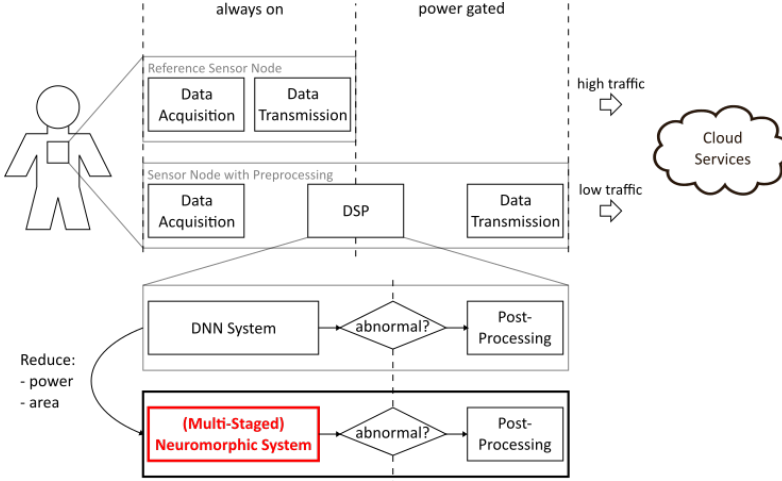 always on
power gated
Reference Sensor Node
Data
Acquisition
Data
Transmission
high traffic
Cloud
Services
Sensor Node with Preprocessing
Data
Acquisition
DSP
Data
Transmission
low traffic
DNN System
abnormal?
Post-
Processing
Reduce:
- power
- area
(Multi-Staged)
Neuromorphic System
abnormal?
Post-
Processing